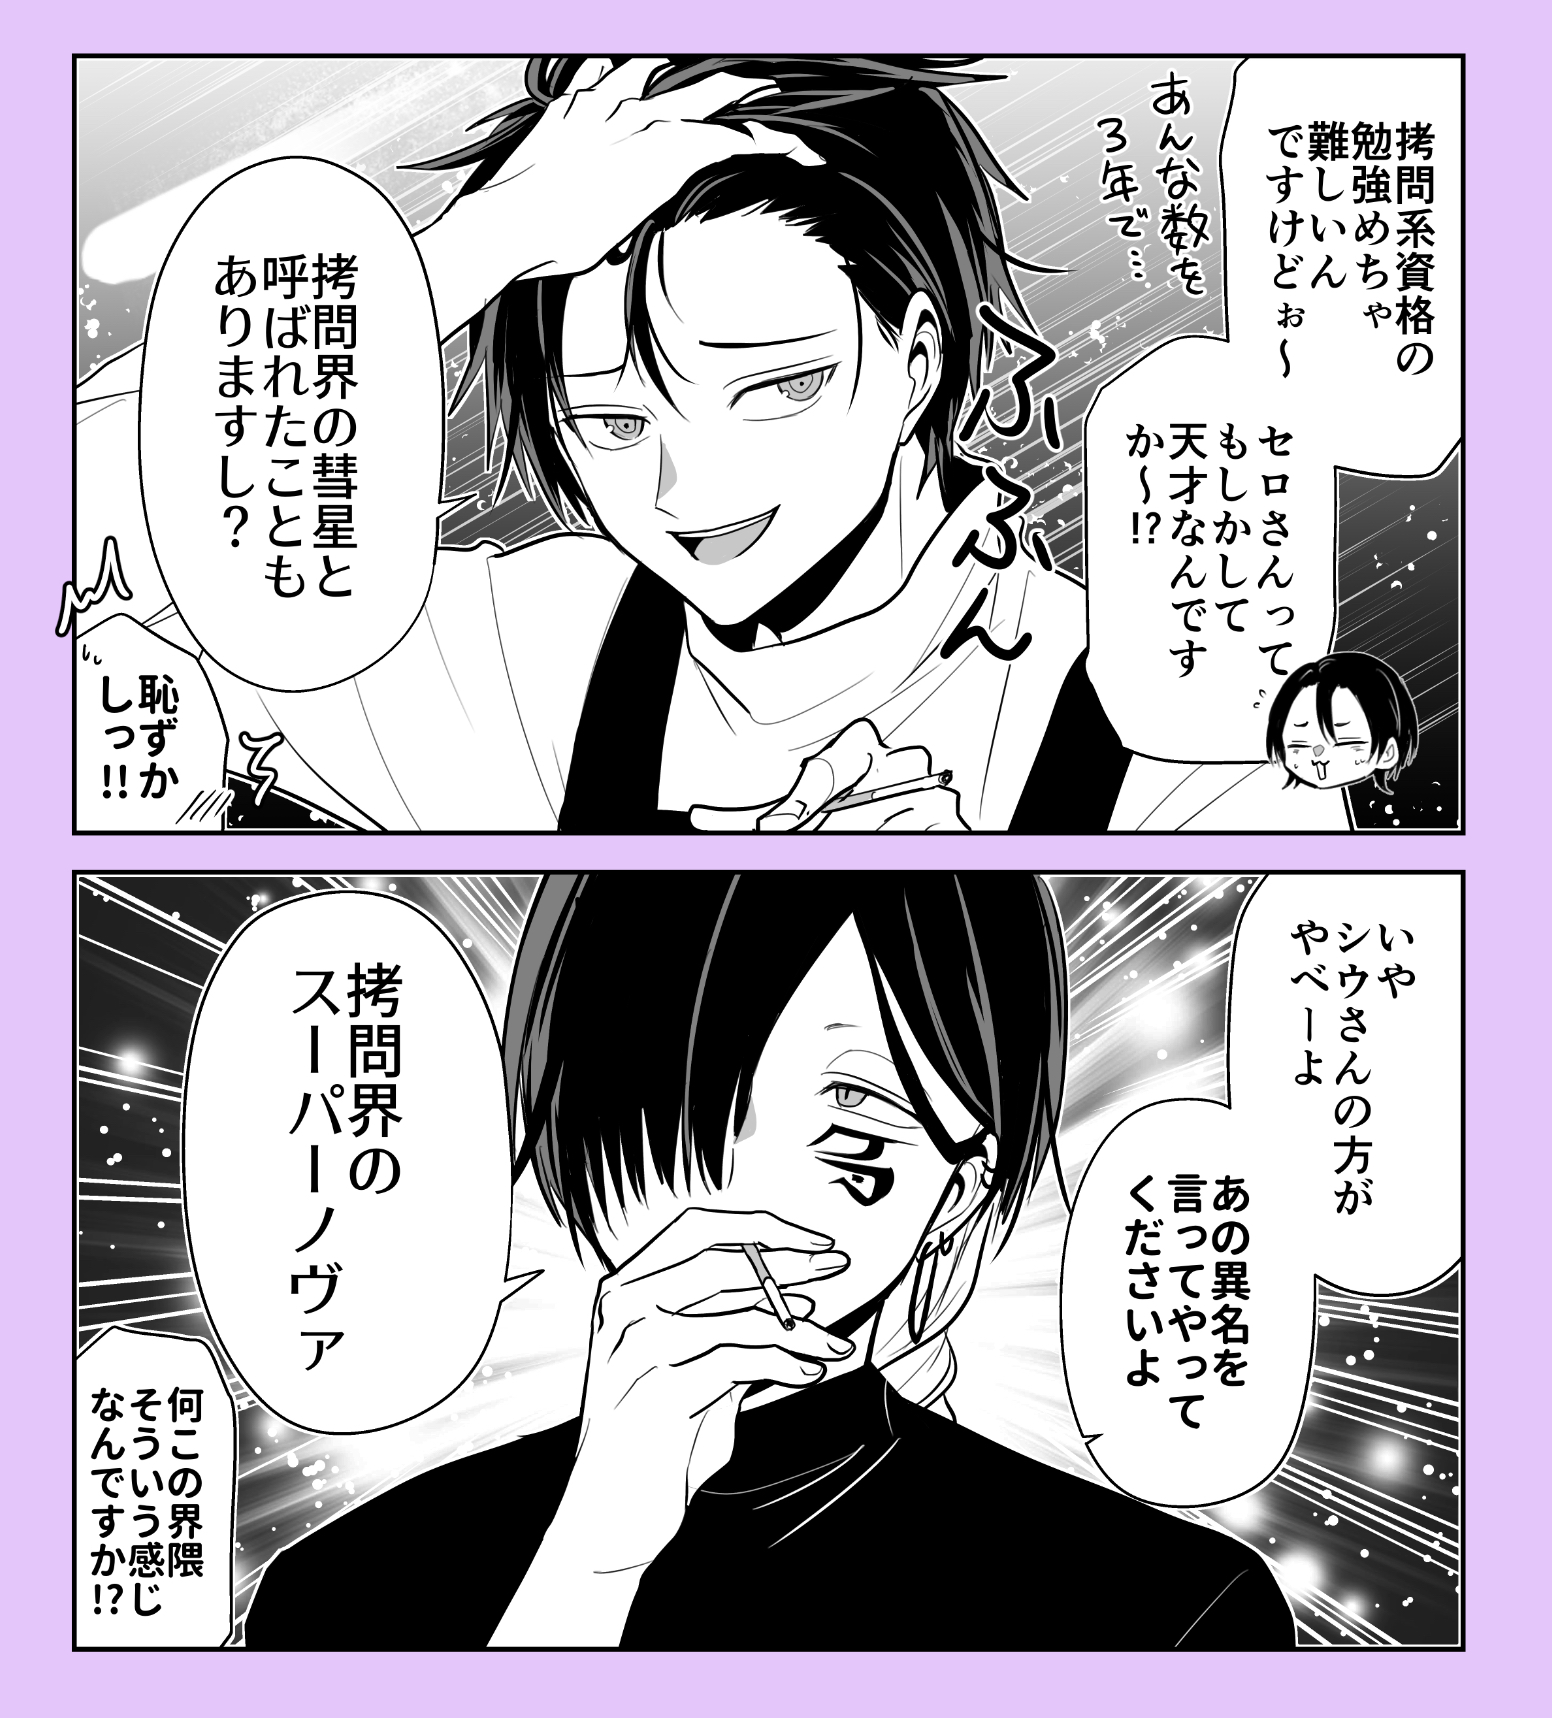 拷問系資格の
勉強めちゃ
難しいん
ですけどぉ〜
あんな数を
3年で…
セロさんって
もしかして
天才なんです
か〜!?
ふふん
拷問界の彗星と
呼ばれたことも
ありますし?
恥ずか
しっ!!
いや
シウさんの方が
やべーよ
あの異名を
言ってやって
くださいよ
拷問界の
スーパーノヴァ
何この界隈
そういう感じ
なんですか!?